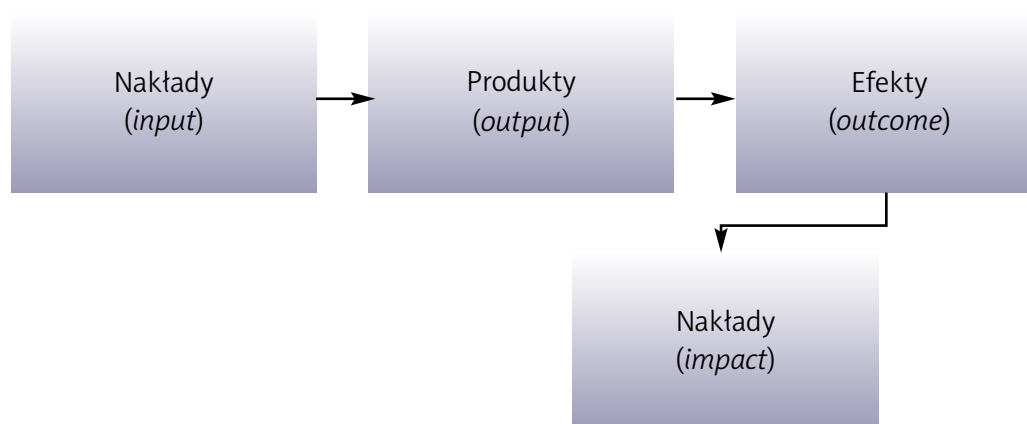 Nakłady
(input)
Produkty
(output)
Efekty
(outcome)
Nakłady
(impact)